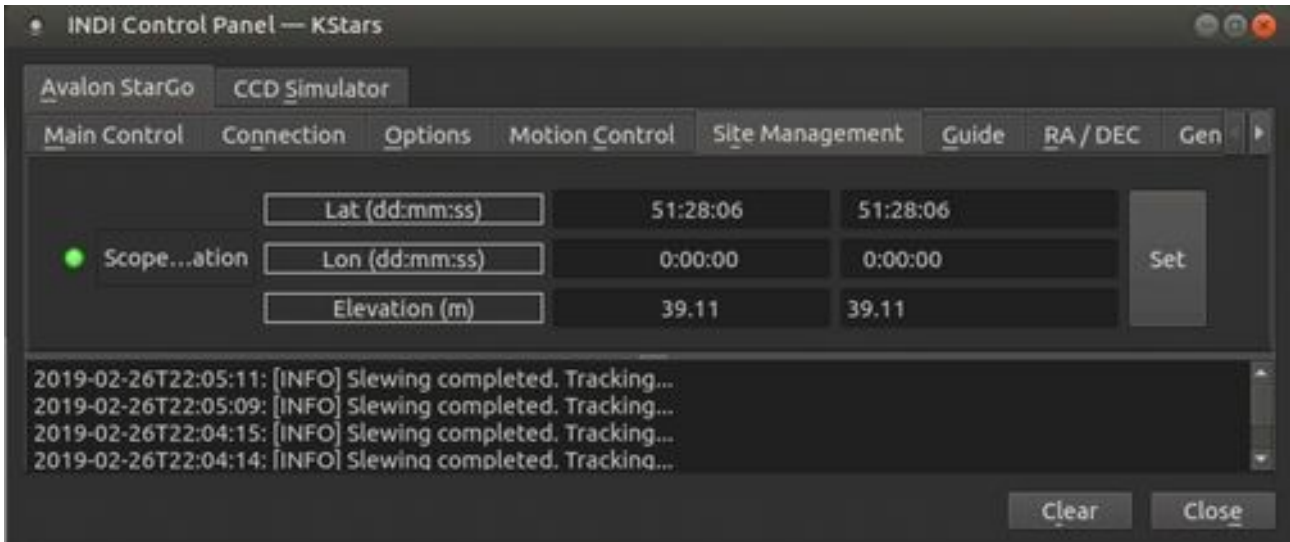 INDI Control Panel — KStars
Avalon StarGo CCD Simulator
Main Control Connection Options Motion Control Site Management Guide RA / DEC Gen
Lat (dd:mm:ss) 51:28:06 51:28:06
Scope...ation Lon (dd:mm:ss) 0:00:00 0:00:00 Set
Elevation (m) 39.11 39.11
2019-02-26T22:05:11: [INFO] Slewing completed. Tracking...
2019-02-26T22:05:09: [INFO] Slewing completed. Tracking...
2019-02-26T22:04:15: [INFO] Slewing completed. Tracking...
2019-02-26T22:04:14: [INFO] Slewing completed. Tracking...
Clear Close